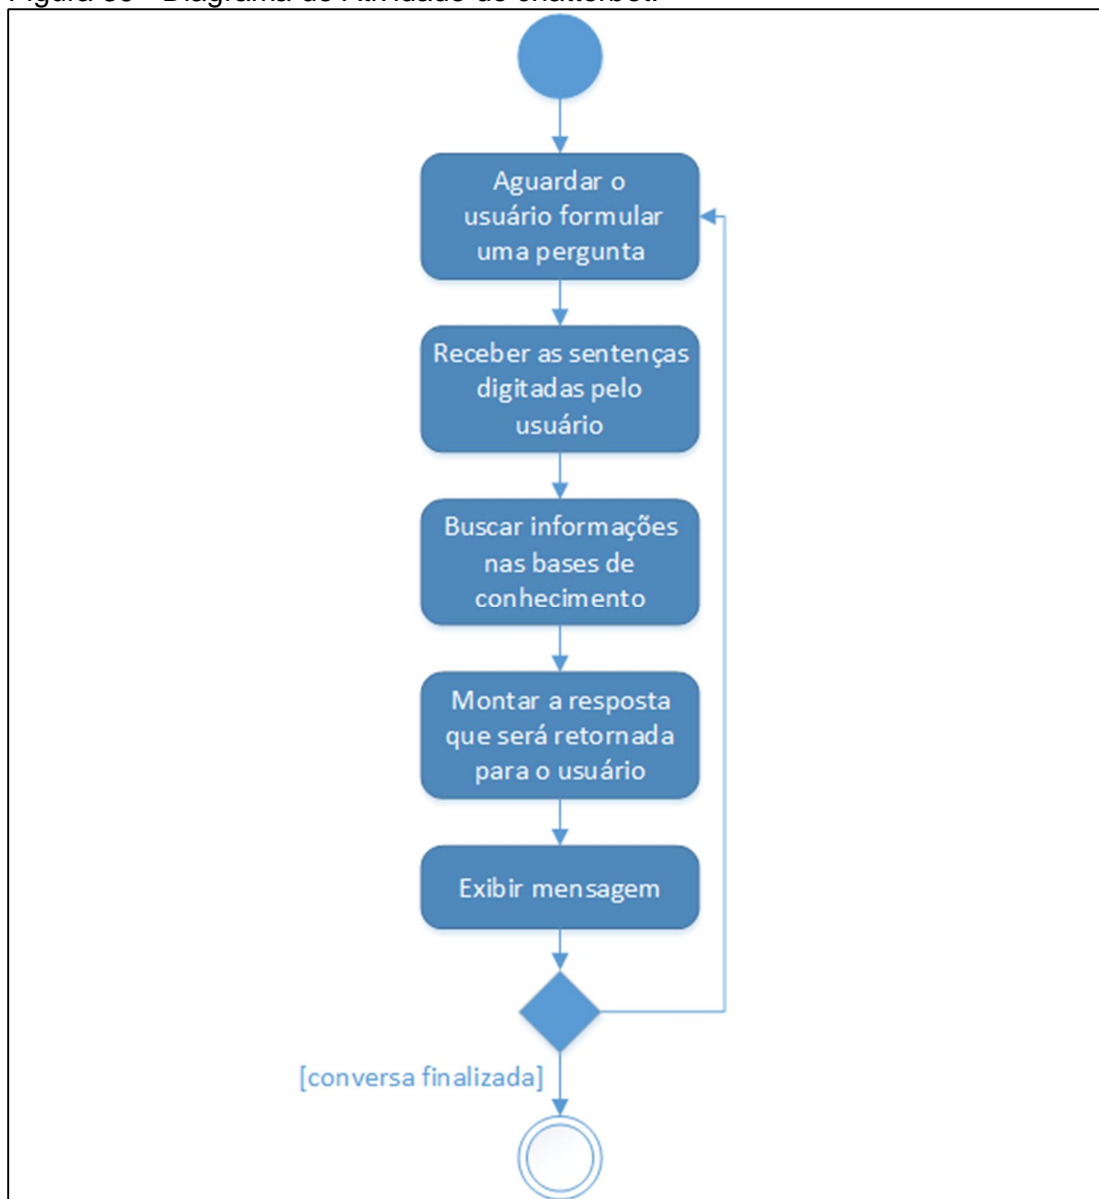 Aguardar o
usuário formular
uma pergunta
Receber as sentenças
digitadas pelo
usuário
Buscar informações
nas bases de
conhecimento
Montar a resposta
que será retornada
para o usuário
Exibir mensagem
[conversa finalizada]